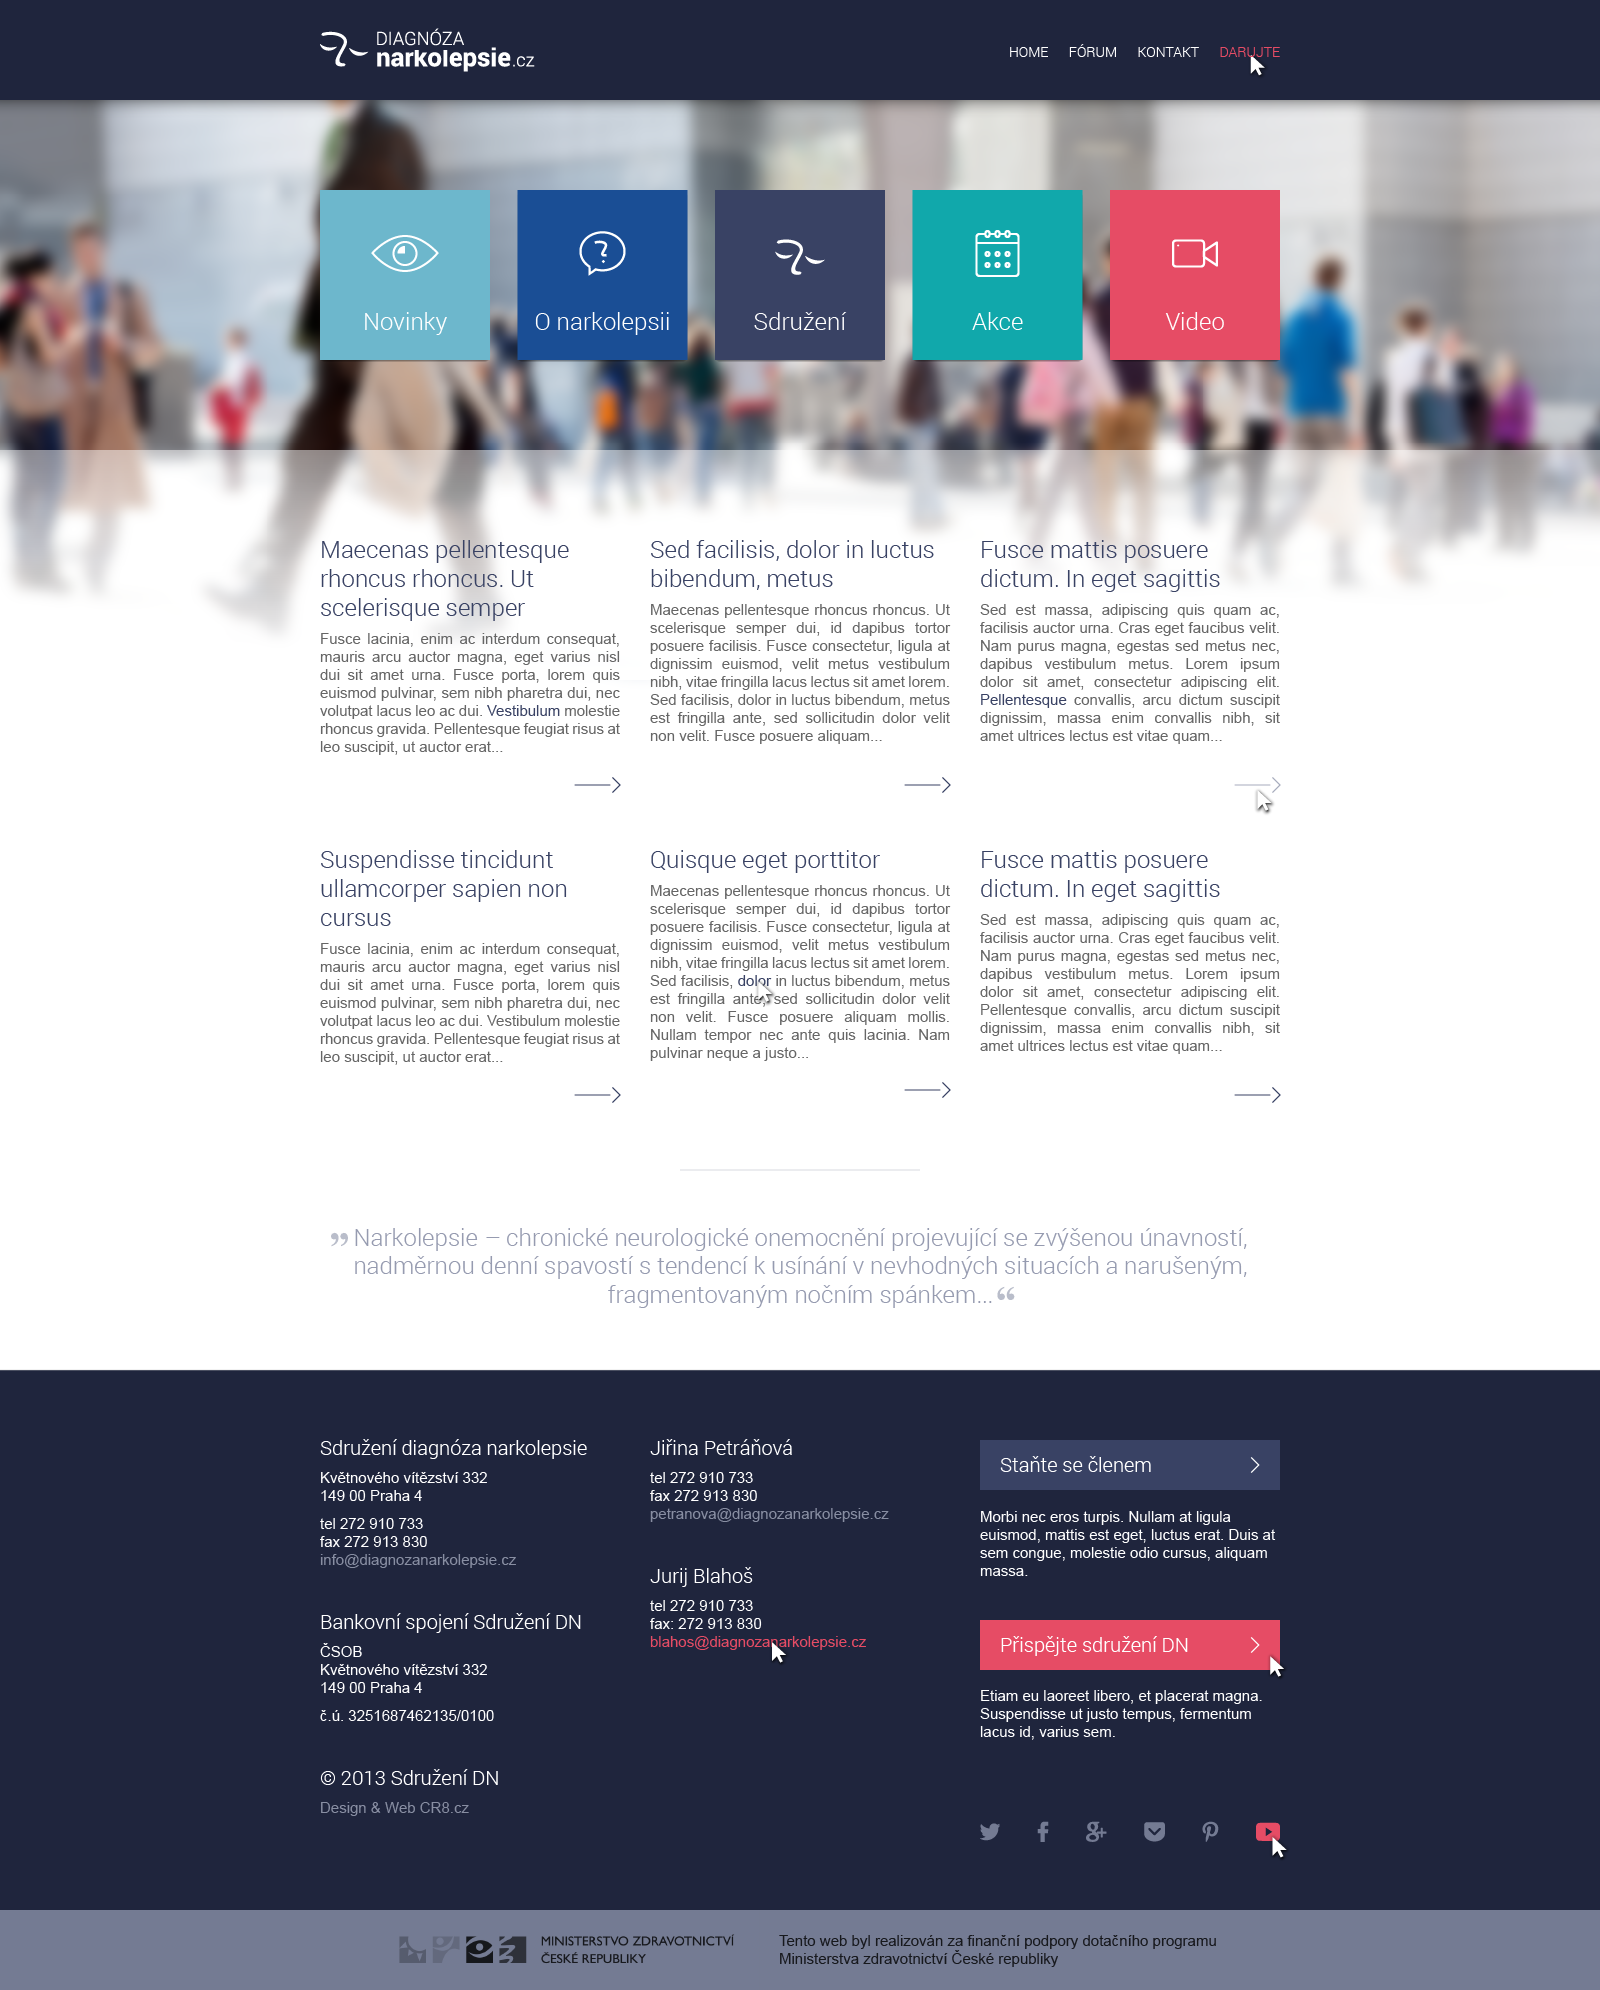 DIAGNÓZA
narkolepsie.cz
HOME FÓRUM KONTAKT DARUJTE
Novinky
O narkolepsii
Sdružení
Akce
Video
Maecenas pellentesque
rhoncus rhoncus. Ut
scelerisque semper
Fusce lacinia, enim ac interdum consequat,
mauris arcu auctor magna, eget varius nisl
dui sit amet urna. Fusce porta, lorem quis
euismod pulvinar, sem nibh pharetra dui, nec
volutpat lacus leo ac dui. Vestibulum molestie
rhoncus gravida. Pellentesque feugiat risus at
leo suscipit, ut auctor erat...
Sed facilisis, dolor in luctus
bibendum, metus
Maecenas pellentesque rhoncus rhoncus. Ut
scelerisque semper dui, id dapibus tortor
posuere facilisis. Fusce consectetur, ligula at
dignissim euismod, velit metus vestibulum
nibh, vitae fringilla lacus lectus sit amet lorem.
Sed facilisis, dolor in luctus bibendum, metus
est fringilla ante, sed sollicitudin dolor velit
non velit. Fusce posuere aliquam...
Fusce mattis posuere
dictum. In eget sagittis
Sed est massa, adipiscing quis quam ac,
facilisis auctor urna. Cras eget faucibus velit.
Nam purus magna, egestas sed metus nec,
dapibus vestibulum metus. Lorem ipsum
dolor sit amet, consectetur adipiscing elit.
Pellentesque convallis, arcu dictum suscipit
dignissim, massa enim convallis nibh, sit
amet ultrices lectus est vitae quam...
Suspendisse tincidunt
ullamcorper sapien non
cursus
Fusce lacinia, enim ac interdum consequat,
mauris arcu auctor magna, eget varius nisl
dui sit amet urna. Fusce porta, lorem quis
euismod pulvinar, sem nibh pharetra dui, nec
volutpat lacus leo ac dui. Vestibulum molestie
rhoncus gravida. Pellentesque feugiat risus at
leo suscipit, ut auctor erat...
Quisque eget porttitor
Maecenas pellentesque rhoncus rhoncus. Ut
scelerisque semper dui, id dapibus tortor
posuere facilisis. Fusce consectetur, ligula at
dignissim euismod, velit metus vestibulum
nibh, vitae fringilla lacus lectus sit amet lorem.
Sed facilisis, dolor in luctus bibendum, metus
est fringilla ante, sed sollicitudin dolor velit
non velit. Fusce posuere aliquam mollis.
Nullam tempor nec ante quis lacinia. Nam
pulvinar neque a justo...
Fusce mattis posuere
dictum. In eget sagittis
Sed est massa, adipiscing quis quam ac,
facilisis auctor urna. Cras eget faucibus velit.
Nam purus magna, egestas sed metus nec,
dapibus vestibulum metus. Lorem ipsum
dolor sit amet, consectetur adipiscing elit.
Pellentesque convallis, arcu dictum suscipit
dignissim, massa enim convallis nibh, sit
amet ultrices lectus est vitae quam...
” Narkolepsie – chronické neurologické onemocnění projevující se zvýšenou únavností,
nadměrnou denní spavostí s tendencí k usínání v nevhodných situacích a narušeným,
fragmentovaným nočním spánkem... “
Sdružení diagnóza narkolepsie
Květnového vítězství 332
149 00 Praha 4
tel 272 910 733
fax 272 913 830
info@diagnozanarkolepsie.cz
Bankovní spojení Sdružení DN
ČSOB
Květnového vítězství 332
149 00 Praha 4
č.ú. 3251687462135/0100
© 2013 Sdružení DN
Design & Web CR8.cz
Jiřina Petráňová
tel 272 910 733
fax 272 913 830
petranova@diagnozanarkolepsie.cz
Jurij Blahoš
tel 272 910 733
fax: 272 913 830
blahos@diagnozanarkolepsie.cz
Staňte se členem
Morbi nec eros turpis. Nullam at ligula
euismod, mattis est eget, luctus erat. Duis at
sem congue, molestie odio cursus, aliquam
massa.
Přispějte sdružení DN
Etiam eu laoreet libero, et placerat magna.
Suspendisse ut justo tempus, fermentum
lacus id, varius sem.
MINISTERSTVO ZDRAVOTNICTVÍ
ČESKÉ REPUBLIKY
Tento web byl realizován za finanční podpory dotačního programu
Ministerstva zdravotnictví České republiky